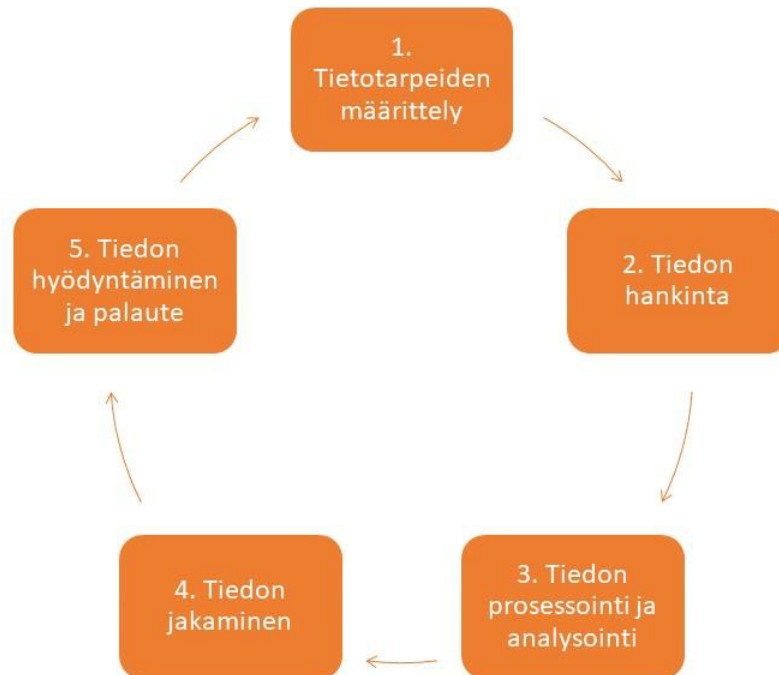 1.
Tietotarpeiden
määrittely
2. Tiedon
hankinta
3. Tiedon
prosessointi ja
analysointi
4. Tiedon
jakaminen
5. Tiedon
hyödyntäminen
ja palaute